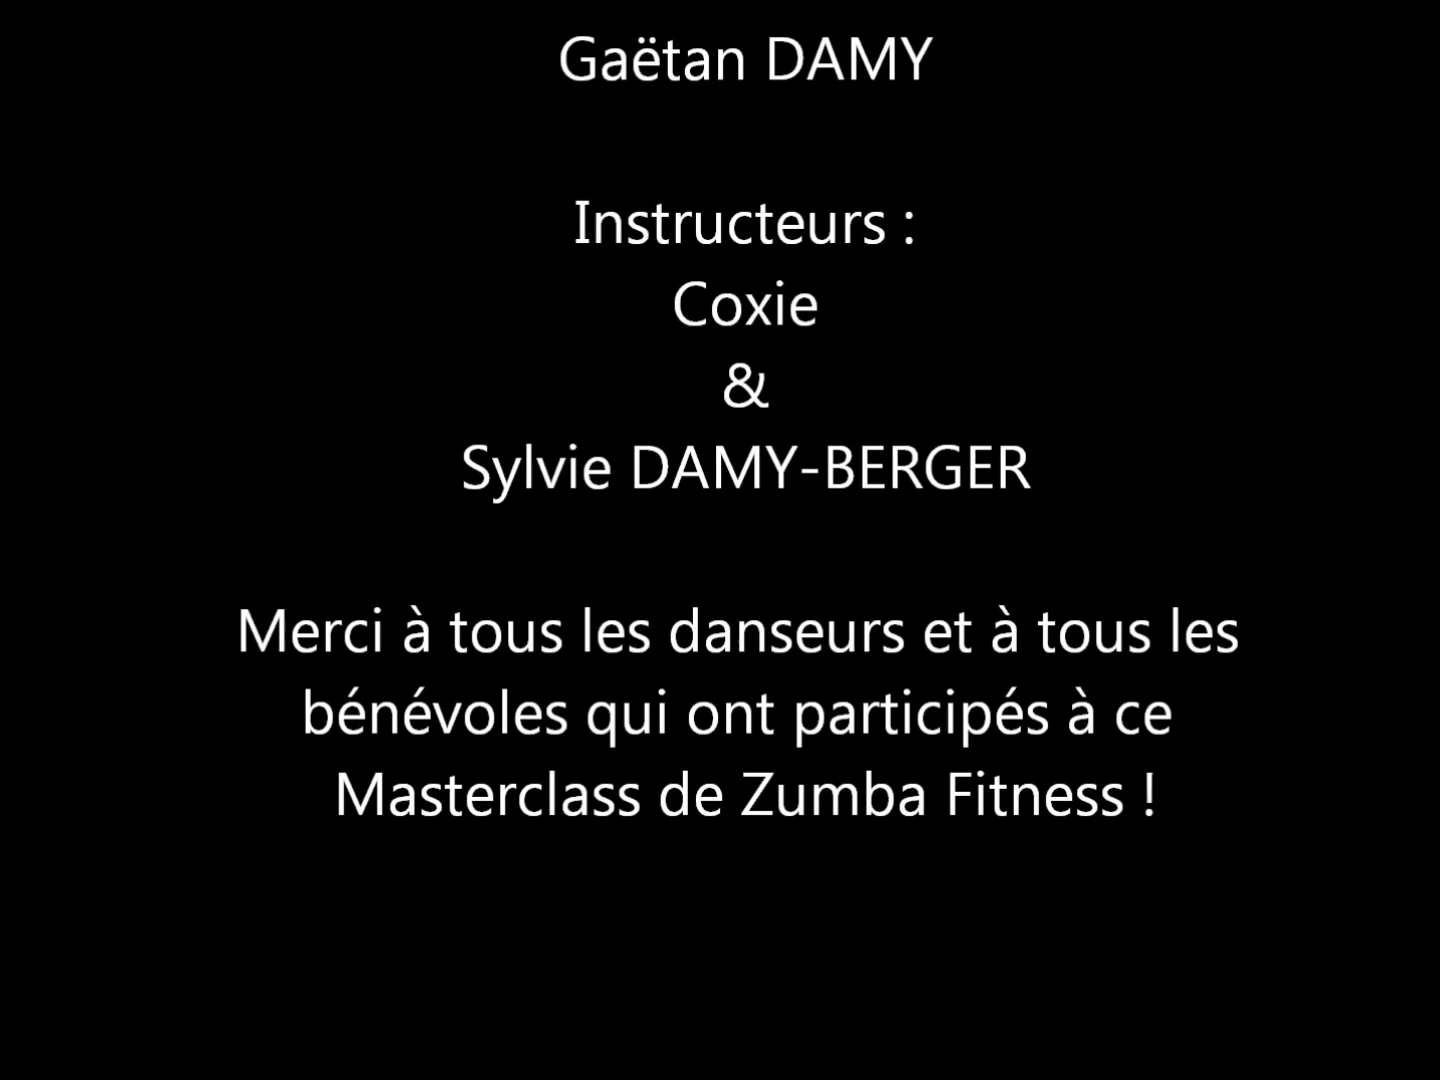 Gaëtan DAMY
Instructeurs :
Coxie
&
Sylvie DAMY-BERGER
Merci à tous les danseurs et à tous les
bénévoles qui ont participés à ce
Masterclass de Zumba Fitness !